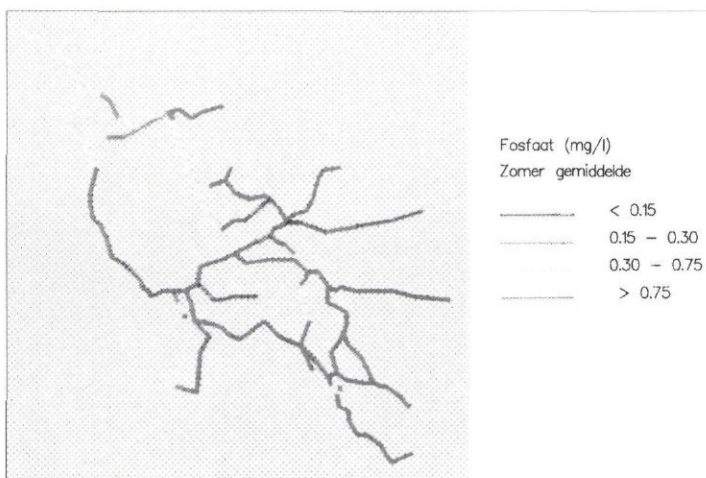 Fosfaat (mg/l)
Zomer gemiddelde
< 0.15
0.15 – 0.30
0.30 – 0.75
> 0.75